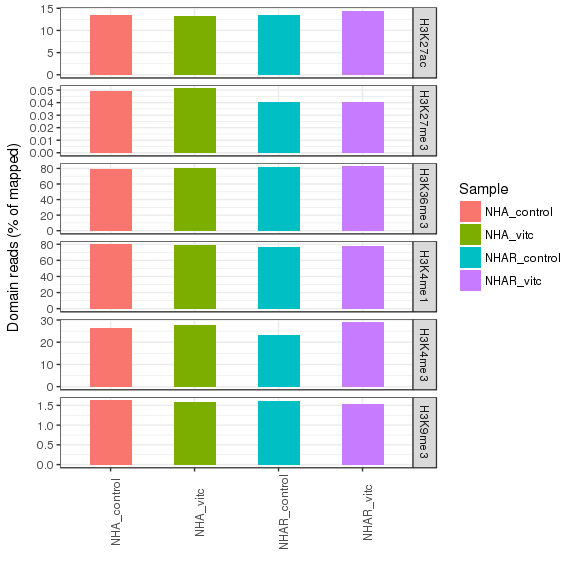 Domain reads (% of mapped)
15
10
5
0
H3K27ac
0.05
0.04
0.03
0.02
0.01
0.00
H3K27me3
80
60
40
20
0
H3K36me3
80
60
40
20
0
H3K4me1
30
20
10
0
H3K4me3
1.5
1.0
0.5
0.0
H3K9me3
NHA_control
NHA_vitc
NHAR_control
NHAR_vitc
Sample
NHA_control
NHA_vitc
NHAR_control
NHAR_vitc